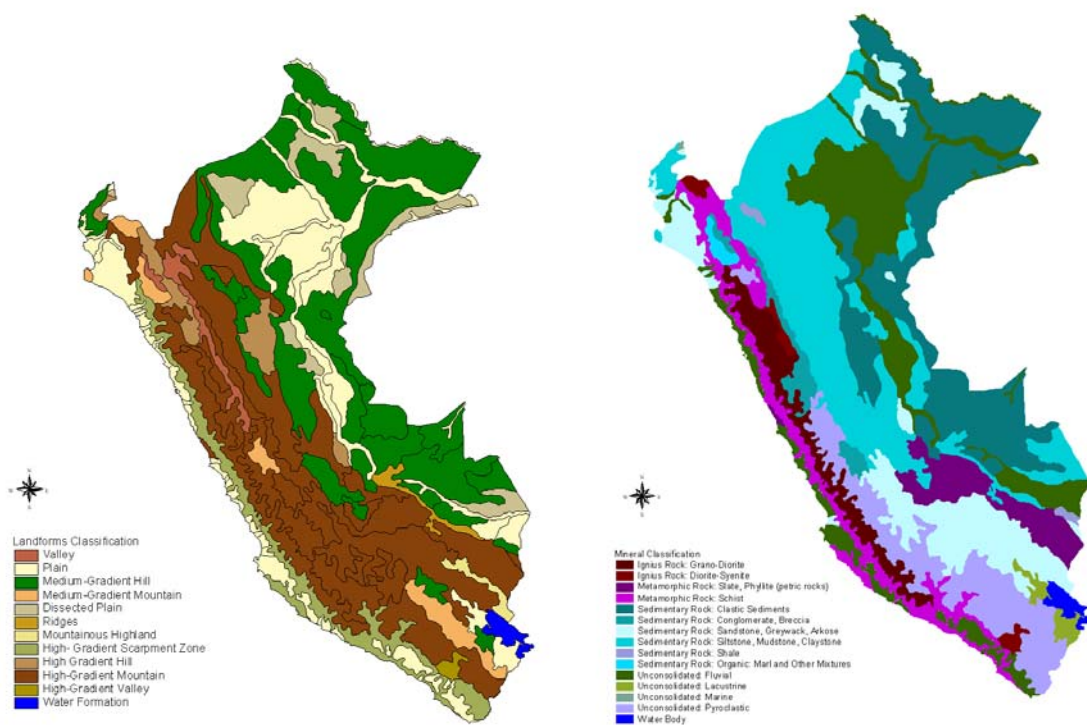 Landforms Classification
Valley
Plain
Medium-Gradient Hill
Medium-Gradient Mountain
Dissected Plain
Ridges
Mountainous Highland
High- Gradient Scarpment Zone
High Gradient Hill
High-Gradient Mountain
High-Gradient Valley
Water Formation
Mineral Classification
Ignius Rock: Grano-Diorite
Ignius Rock: Diorite-Syenite
Metamorphic Rock: Slate, Phyllite (petric rocks)
Metamorphic Rock: Schist
Sedimentary Rock: Clastic Sediments
Sedimentary Rock: Conglomerate, Breccia
Sedimentary Rock: Sandstone, Greywack, Arkose
Sedimentary Rock: Siltstone, Mudstone, Claystone
Sedimentary Rock: Shale
Sedimentary Rock: Organic: Marl and Other Mixtures
Unconsolidated: Fluvial
Unconsolidated: Lacustrine
Unconsolidated: Marine
Unconsolidated: Pyroclastic
Water Body